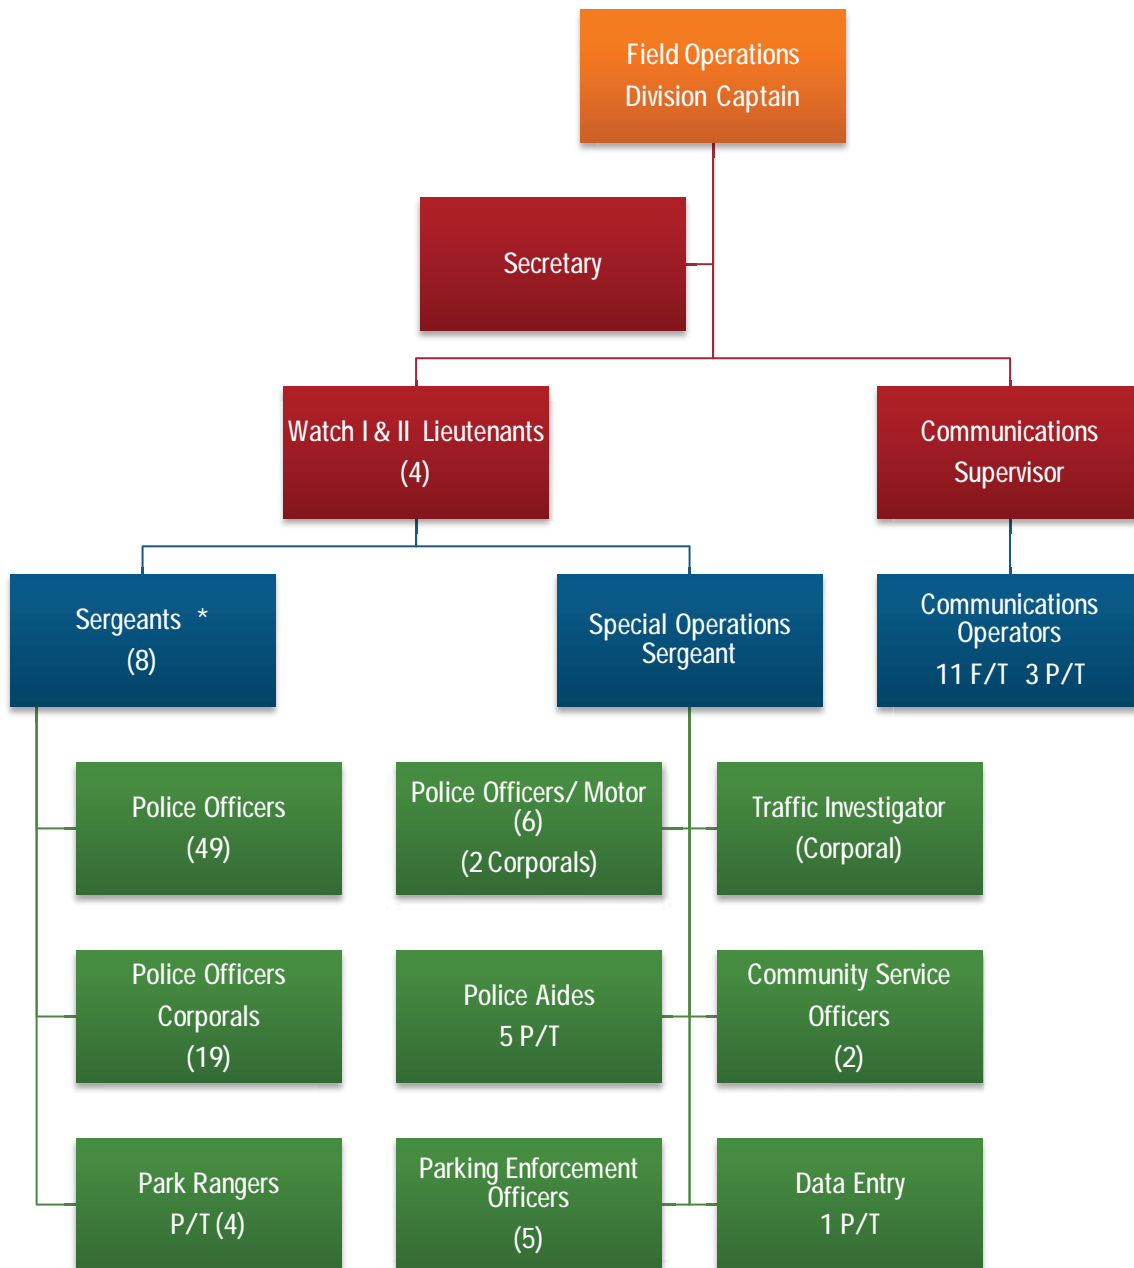 Field Operations
Division Captain
Secretary
Watch I & II Lieutenants
(4)
Communications
Supervisor
Sergeants *
(8)
Special Operations
Sergeant
Communications
Operators
11 F/T 3 P/T
Police Officers
(49)
Police Officers/ Motor
(6)
(2 Corporals)
Traffic Investigator
(Corporal)
Police Officers
Corporals
(19)
Police Aides
5 P/T
Community Service
Officers
(2)
Park Rangers
P/T (4)
Parking Enforcement
Officers
(5)
Data Entry
1 P/T